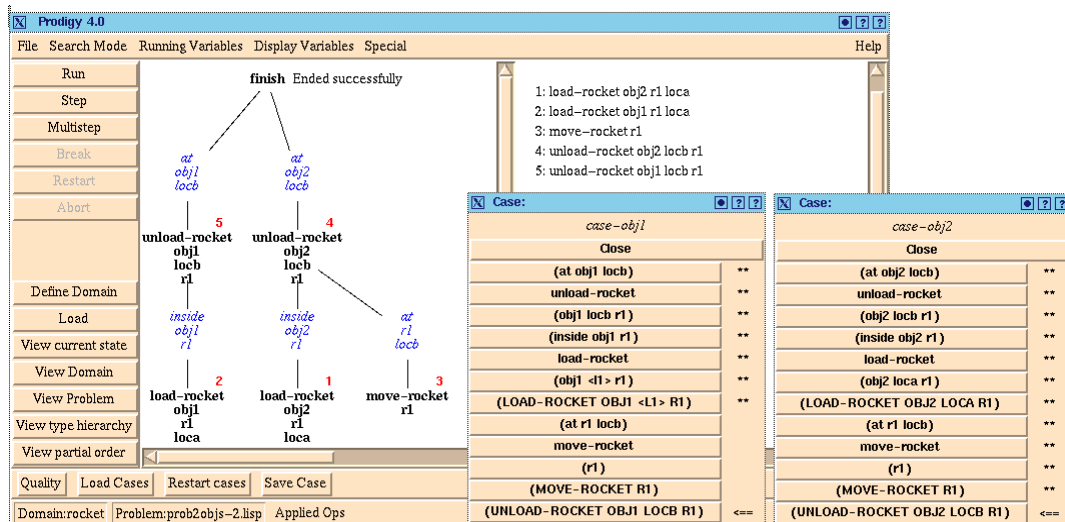 Prodigy 4.0
File Search Mode Running Variables Display Variables Special Help
Run
Step
Multistep
Break
Restart
Abort
Define Domain
Load
View current state
View Domain
View Problem
View type hierarchy
View partial order
finish Ended successfully
at
obj1
locb
at
obj2
locb
5
unload-rocket
obj1
locb
r1
4
unload-rocket
obj2
locb
r1
inside
obj1
r1
inside
obj2
r1
at
r1
locb
2
load-rocket
obj1
r1
loca
1
load-rocket
obj2
r1
loca
3
move-rocket
r1
1: load-rocket obj2 r1 loca
2: load-rocket obj1 r1 loca
3: move-rocket r1
4: unload-rocket obj2 locb r1
5: unload-rocket obj1 locb r1
Case:
case-obj1
Close
(at obj1 locb) **
unload-rocket **
(obj1 locb r1) **
(inside obj1 r1) **
load-rocket **
(obj1 <l1> r1) **
(LOAD-ROCKET OBJ1 <L1> R1) **
(at r1 locb)
move-rocket
(r1)
(MOVE-ROCKET R1)
(UNLOAD-ROCKET OBJ1 LOCB R1) <==
Case:
case-obj2
Close
(at obj2 locb) **
unload-rocket **
(obj2 locb r1) **
(inside obj2 r1) **
load-rocket **
(obj2 loca r1) **
(LOAD-ROCKET OBJ2 LOCA R1) **
(at r1 locb) **
move-rocket **
(r1) **
(MOVE-ROCKET R1) **
(UNLOAD-ROCKET OBJ2 LOCB R1) <==
Quality Load Cases Restart cases Save Case
Domain:rocket Problem:prob2objs-2.lisp Applied Ops